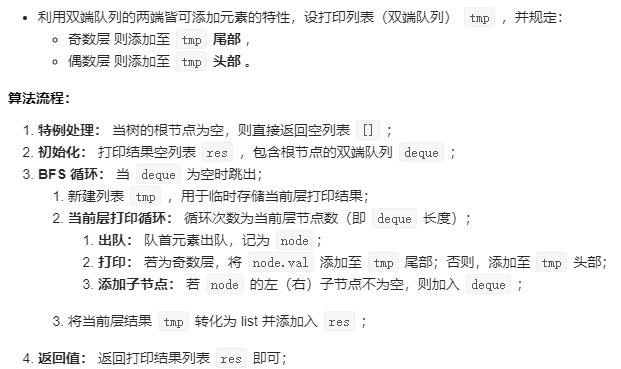 • 利用双端队列的两端皆可添加元素的特性，设打印列表（双端队列） tmp ，并规定：
◦ 奇数层 则添加至 tmp 尾部 ，
◦ 偶数层 则添加至 tmp 头部 。
算法流程：
1. 特例处理： 当树的根节点为空，则直接返回空列表 [] ；
2. 初始化： 打印结果空列表 res ，包含根节点的双端队列 deque ；
3. BFS 循环： 当 deque 为空时跳出；
1. 新建列表 tmp ，用于临时存储当前层打印结果；
2. 当前层打印循环： 循环次数为当前层节点数（即 deque 长度）；
1. 出队： 队首元素出队，记为 node ；
2. 打印： 若为奇数层，将 node.val 添加至 tmp 尾部；否则，添加至 tmp 头部；
3. 添加子节点： 若 node 的左（右）子节点不为空，则加入 deque ；
3. 将当前层结果 tmp 转化为 list 并添加入 res ；
4. 返回值： 返回打印结果列表 res 即可；